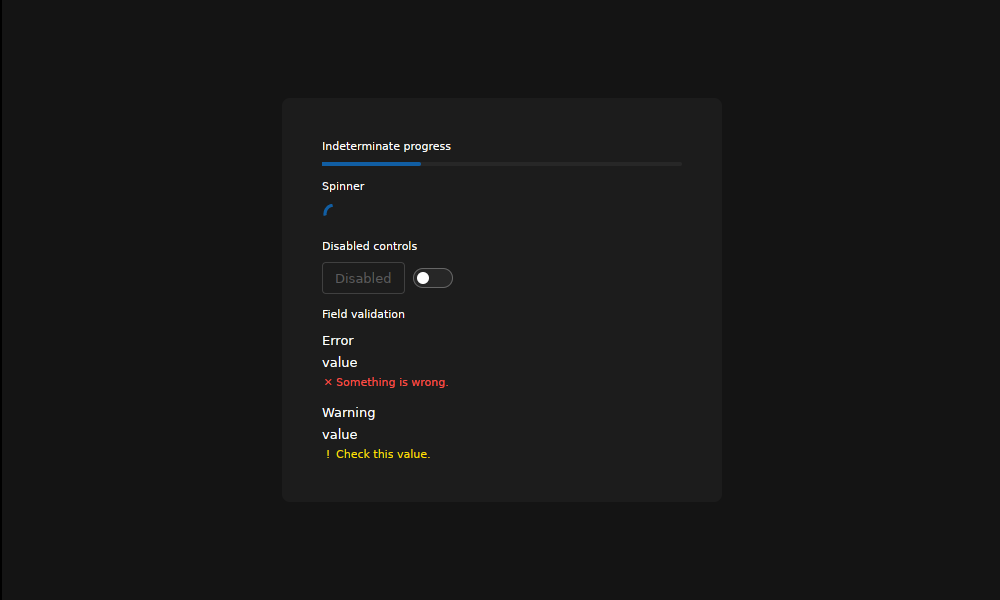 Indeterminate progress
Spinner
Disabled controls
Disabled
Field validation
Error
value
✕ Something is wrong.
Warning
value
! Check this value.